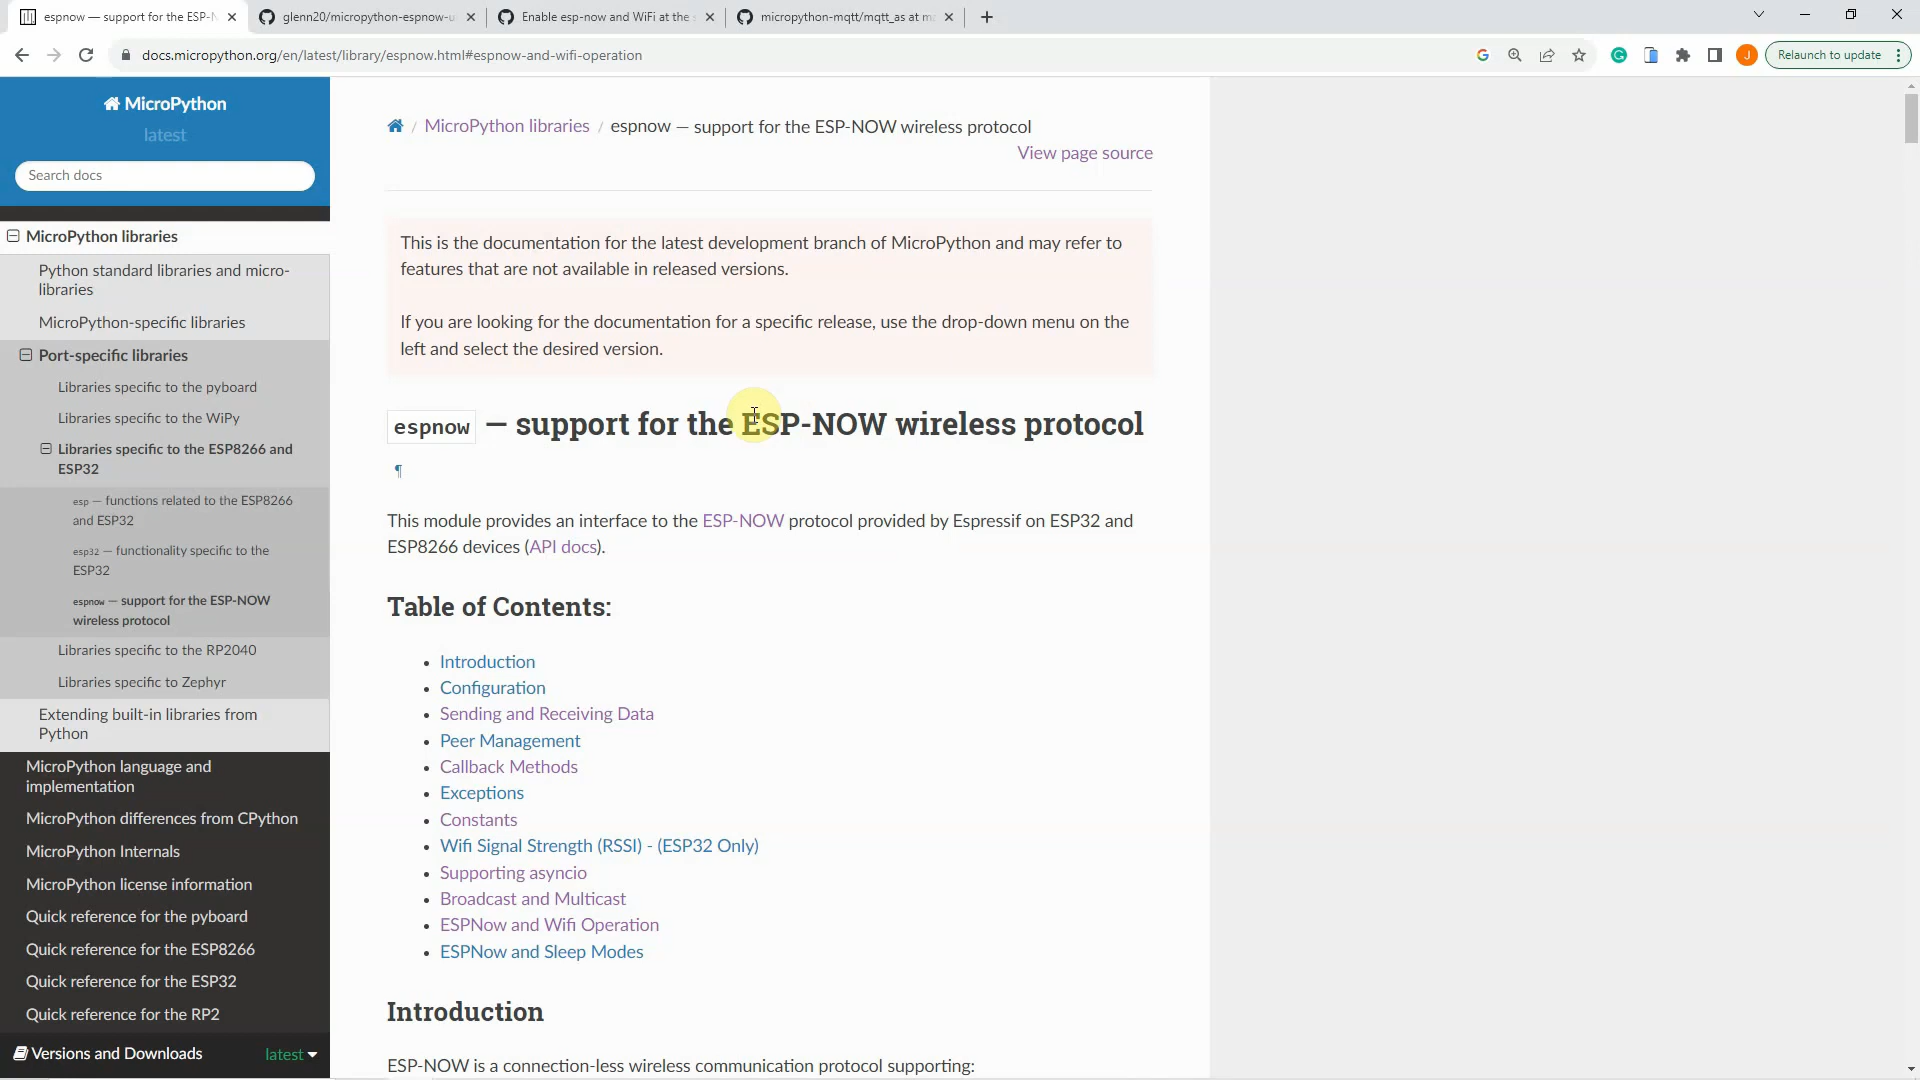 espnow — support for the ESP-N
glenn20/micropython-espnow-u
Enable esp-now and WiFi at the s
micropython-mqtt/mqtt_as at ma
docs.micropython.org/en/latest/library/espnow.html#espnow-and-wifi-operation
J
Relaunch to update
MicroPython
latest
Search docs
MicroPython libraries
Python standard libraries and micro-
libraries
MicroPython-specific libraries
Port-specific libraries
Libraries specific to the pyboard
Libraries specific to the WiPy
Libraries specific to the ESP8266 and
ESP32
esp — functions related to the ESP8266
and ESP32
esp32 — functionality specific to the
ESP32
espnow — support for the ESP-NOW
wireless protocol
Libraries specific to the RP2040
Libraries specific to Zephyr
Extending built-in libraries from
Python
MicroPython language and
implementation
MicroPython differences from CPython
MicroPython Internals
MicroPython license information
Quick reference for the pyboard
Quick reference for the ESP8266
Quick reference for the ESP32
Quick reference for the RP2
Versions and Downloads latest
/ MicroPython libraries / espnow — support for the ESP-NOW wireless protocol
View page source
This is the documentation for the latest development branch of MicroPython and may refer to
features that are not available in released versions.
If you are looking for the documentation for a specific release, use the drop-down menu on the
left and select the desired version.
espnow — support for the ESP-NOW wireless protocol
¶
This module provides an interface to the ESP-NOW protocol provided by Espressif on ESP32 and
ESP8266 devices (API docs).
Table of Contents:
• Introduction
• Configuration
• Sending and Receiving Data
• Peer Management
• Callback Methods
• Exceptions
• Constants
• Wifi Signal Strength (RSSI) - (ESP32 Only)
• Supporting asyncio
• Broadcast and Multicast
• ESPNow and Wifi Operation
• ESPNow and Sleep Modes
Introduction
ESP-NOW is a connection-less wireless communication protocol supporting: